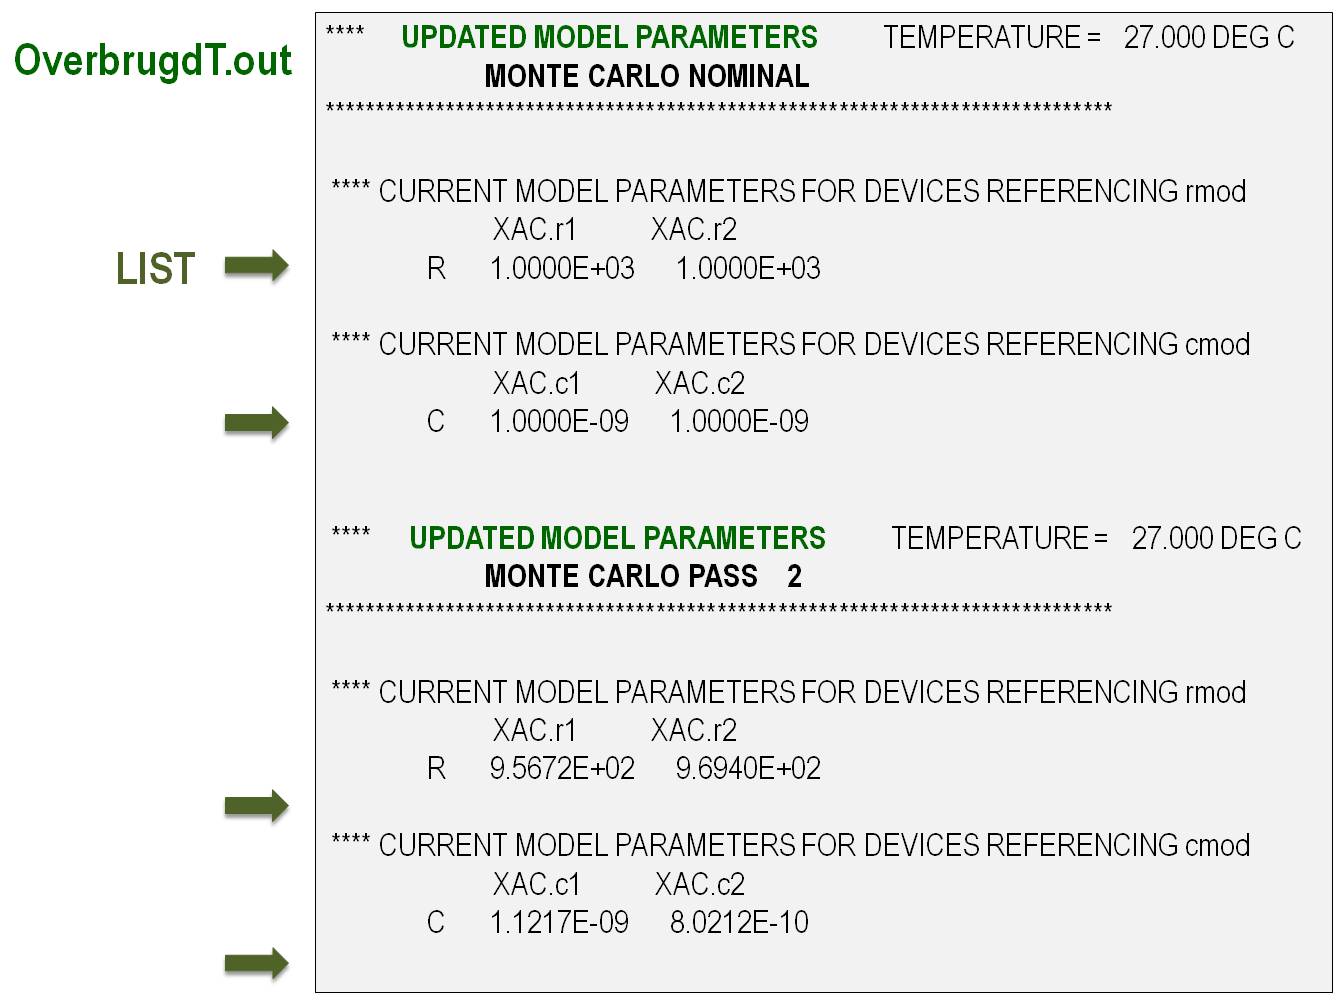 OverbrugdT.out
**** UPDATED MODEL PARAMETERS TEMPERATURE = 27.000 DEG C
MONTE CARLO NOMINAL
******************************************************************************
**** CURRENT MODEL PARAMETERS FOR DEVICES REFERENCING rmod
XAC.r1 XAC.r2
LIST
R 1.0000E+03 1.0000E+03
**** CURRENT MODEL PARAMETERS FOR DEVICES REFERENCING cmod
XAC.c1 XAC.c2
C 1.0000E-09 1.0000E-09
**** UPDATED MODEL PARAMETERS TEMPERATURE = 27.000 DEG C
MONTE CARLO PASS 2
******************************************************************************
**** CURRENT MODEL PARAMETERS FOR DEVICES REFERENCING rmod
XAC.r1 XAC.r2
R 9.5672E+02 9.6940E+02
**** CURRENT MODEL PARAMETERS FOR DEVICES REFERENCING cmod
XAC.c1 XAC.c2
C 1.1217E-09 8.0212E-10